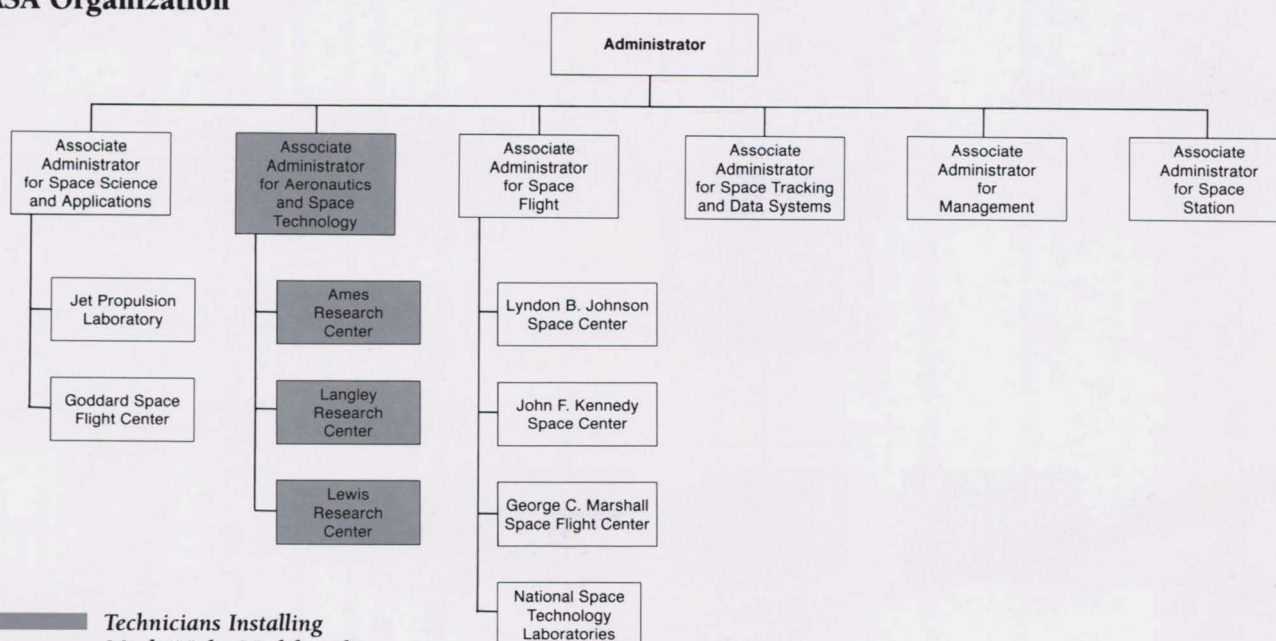 Organization
Administrator
Associate
Administrator
for Space Science
and Applications
Jet Propulsion
Laboratory
Goddard Space
Flight Center
Associate
Administrator
for Aeronautics
and Space
Technology
Ames
Research
Center
Langley
Research
Center
Lewis
Research
Center
Associate
Administrator
for Space
Flight
Lyndon B. Johnson
Space Center
John F. Kennedy
Space Center
George C. Marshall
Space Flight Center
National Space
Technology
Laboratories
Associate
Administrator
for Space Tracking
and Data Systems
Associate
Administrator
for
Management
Associate
Administrator
for Space
Station
Technicians Installing